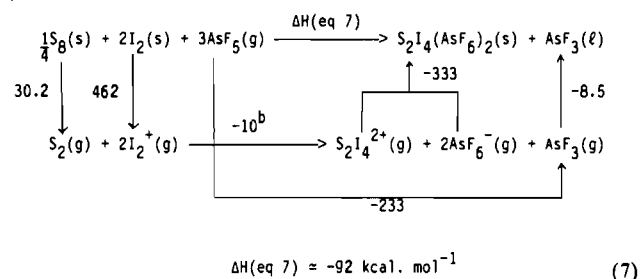 ΔH(eq 7)
¼S₈(s) + 2I₂(s) + 3AsF₅(g) ⟶ S₂I₄(AsF₆)₂(s) + AsF₃(ℓ)
30.2 462 -333 -8.5
S₂(g) + 2I₂⁺(g) -10ᵇ ⟶ S₂I₄²⁺(g) + 2AsF₆⁻(g) + AsF₃(g)
-233
ΔH(eq 7) ≃ -92 kcal. mol⁻¹ (7)